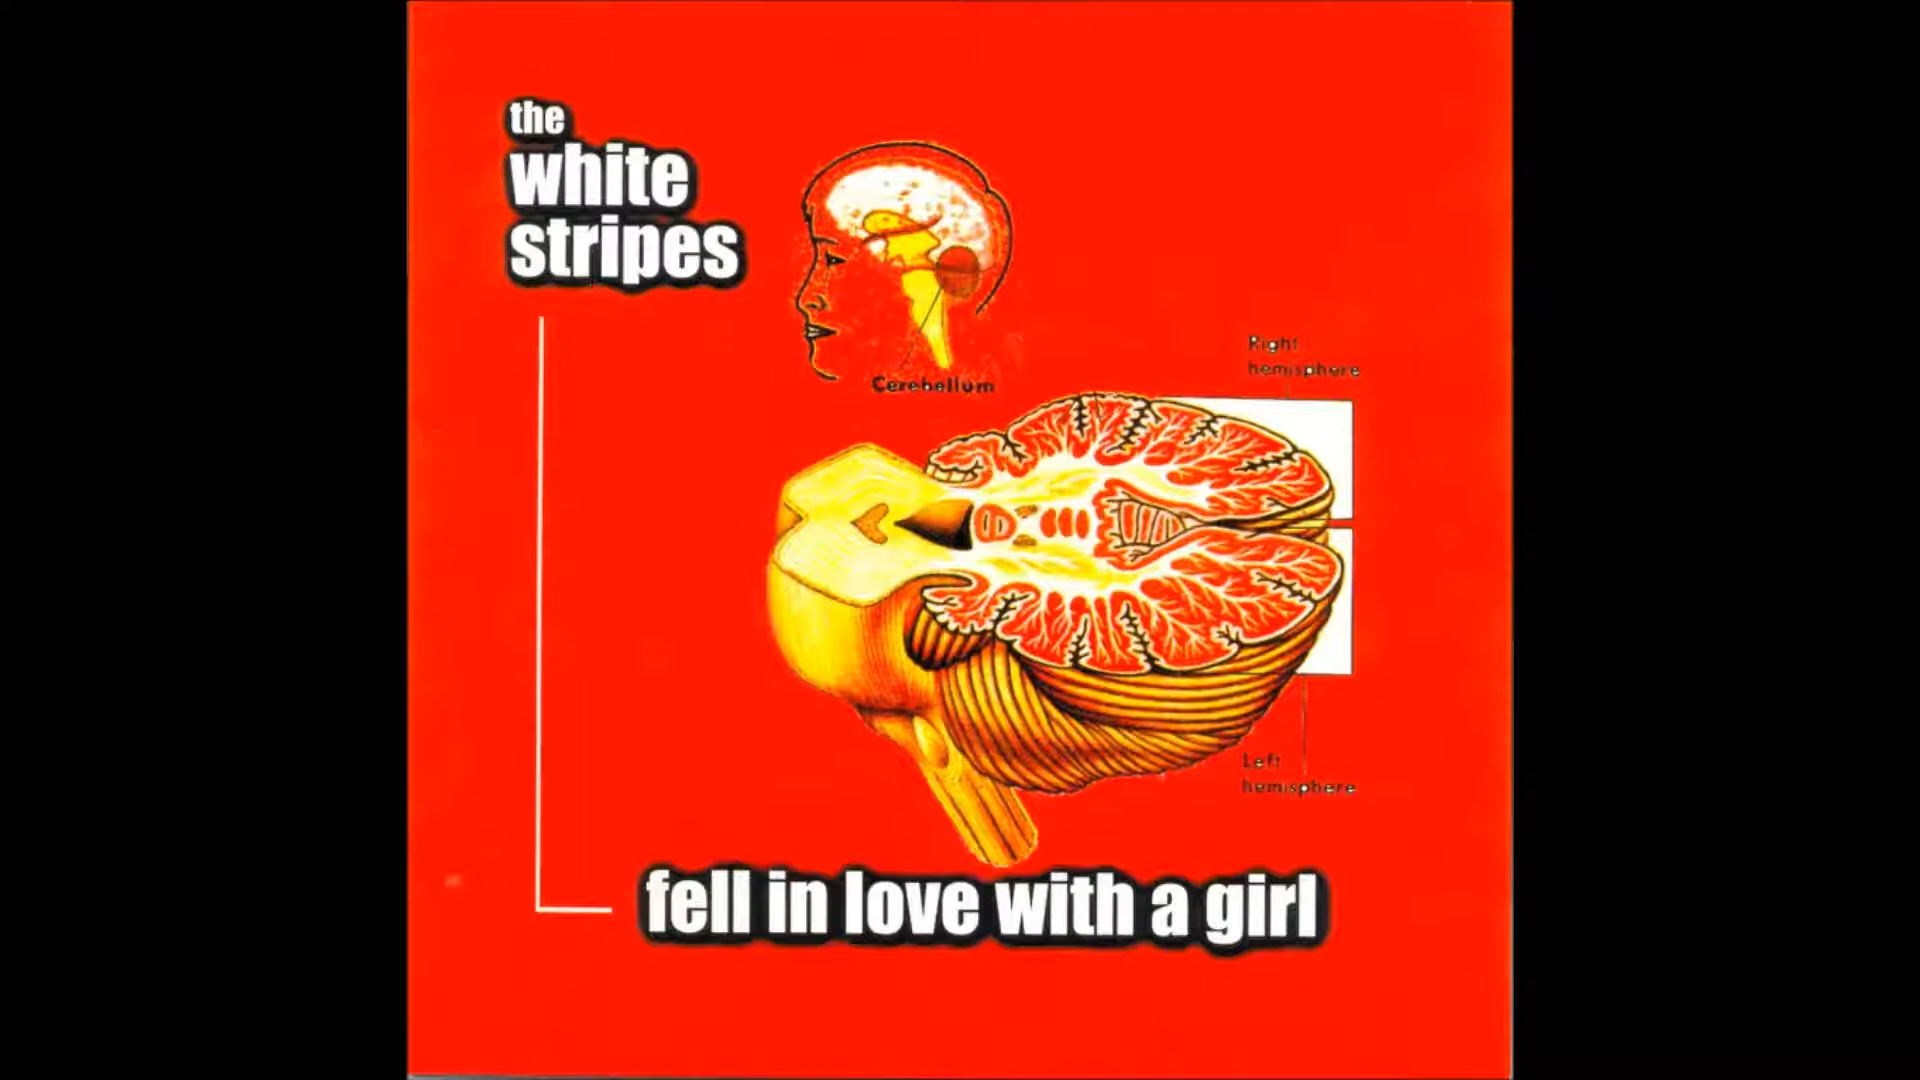 the
white
stripes
Cerebellum
Right
hemisphere
Left
hemisphere
fell in love with a girl